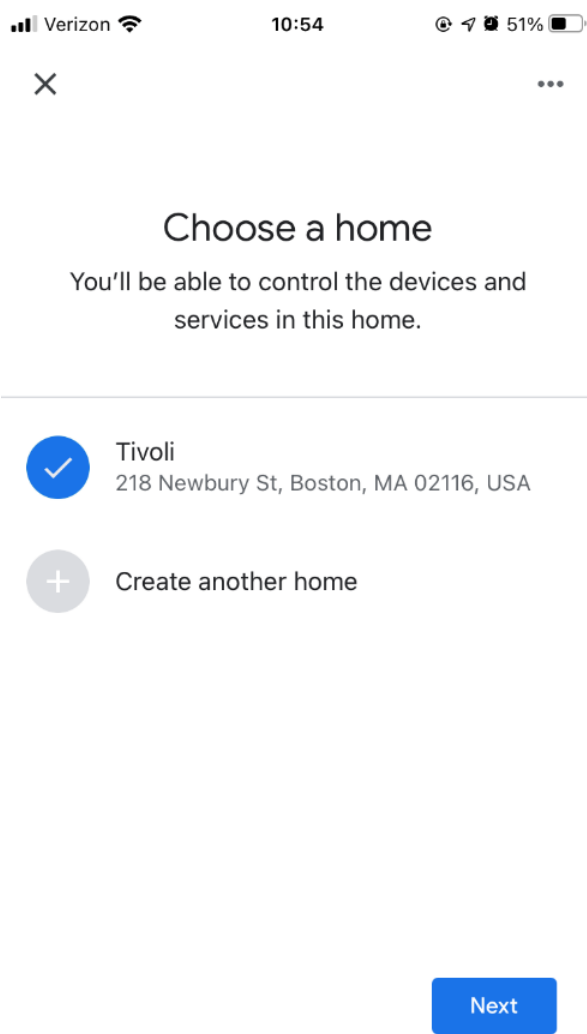 Verizon 10:54 51%
Choose a home
You’ll be able to control the devices and
services in this home.
Tivoli
218 Newbury St, Boston, MA 02116, USA
Create another home
Next